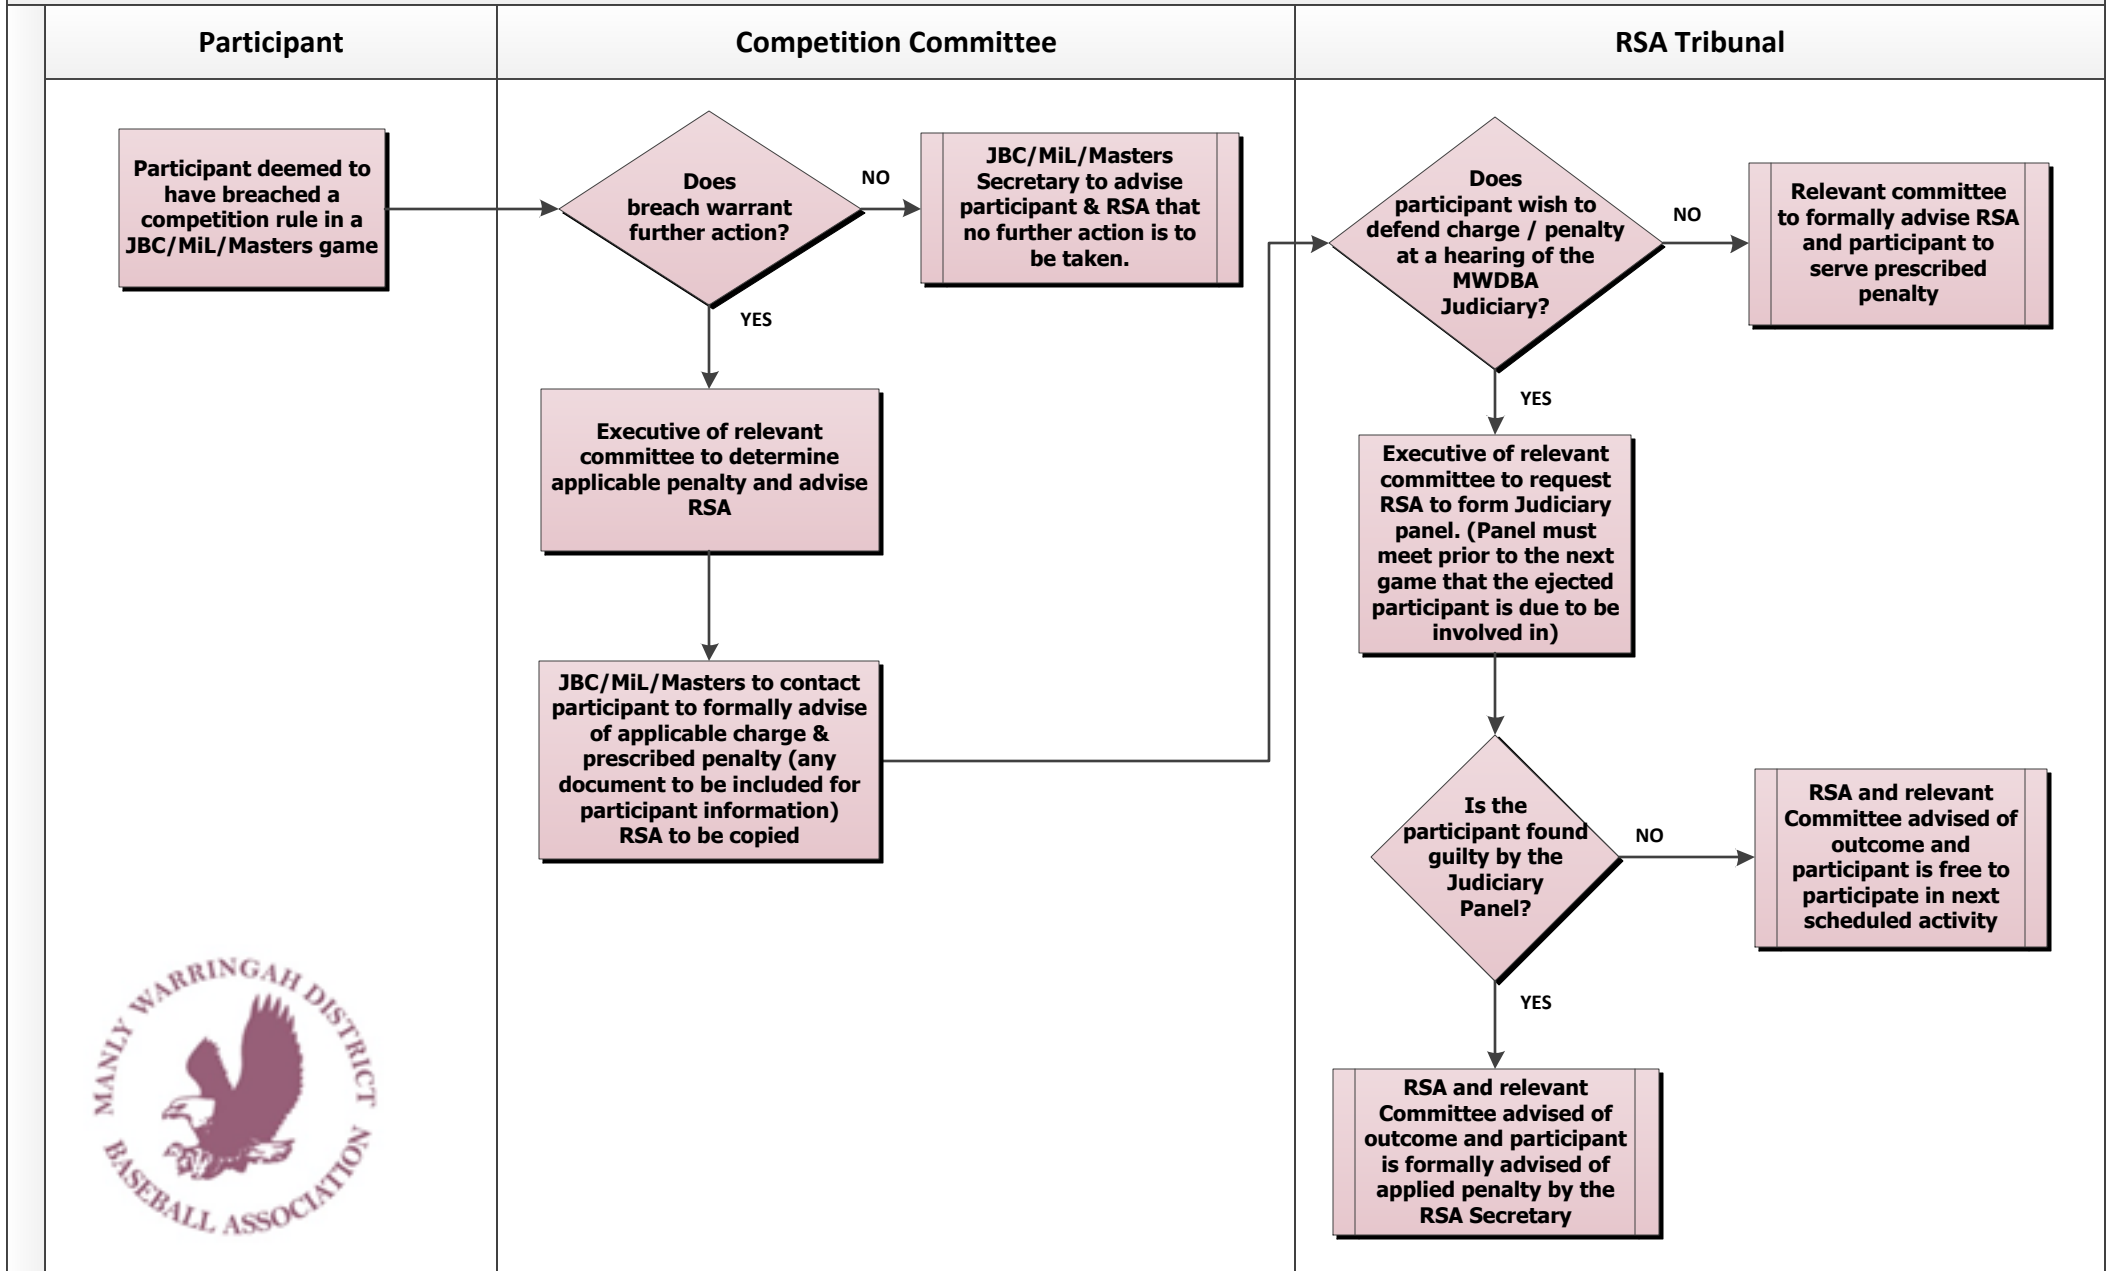 Participant
Competition Committee
RSA Tribunal
Participant deemed to
have breached a
competition rule in a
JBC/MiL/Masters game
Does
breach warrant
further action?
NO
JBC/MiL/Masters
Secretary to advise
participant & RSA that
no further action is to
be taken.
YES
Executive of relevant
committee to determine
applicable penalty and advise
RSA
JBC/MiL/Masters to contact
participant to formally advise
of applicable charge &
prescribed penalty (any
document to be included for
participant information)
RSA to be copied
Does
participant wish to
defend charge / penalty
at a hearing of the
MWDBA
Judiciary?
NO
Relevant committee
to formally advise RSA
and participant to
serve prescribed
penalty
YES
Executive of relevant
committee to request
RSA to form Judiciary
panel. (Panel must
meet prior to the next
game that the ejected
participant is due to be
involved in)
Is the
participant found
guilty by the
Judiciary
Panel?
NO
RSA and relevant
Committee advised of
outcome and
participant is free to
participate in next
scheduled activity
YES
RSA and relevant
Committee advised of
outcome and participant
is formally advised of
applied penalty by the
RSA Secretary
MANLY WARRINGAH DISTRICT
BASEBALL ASSOCIATION